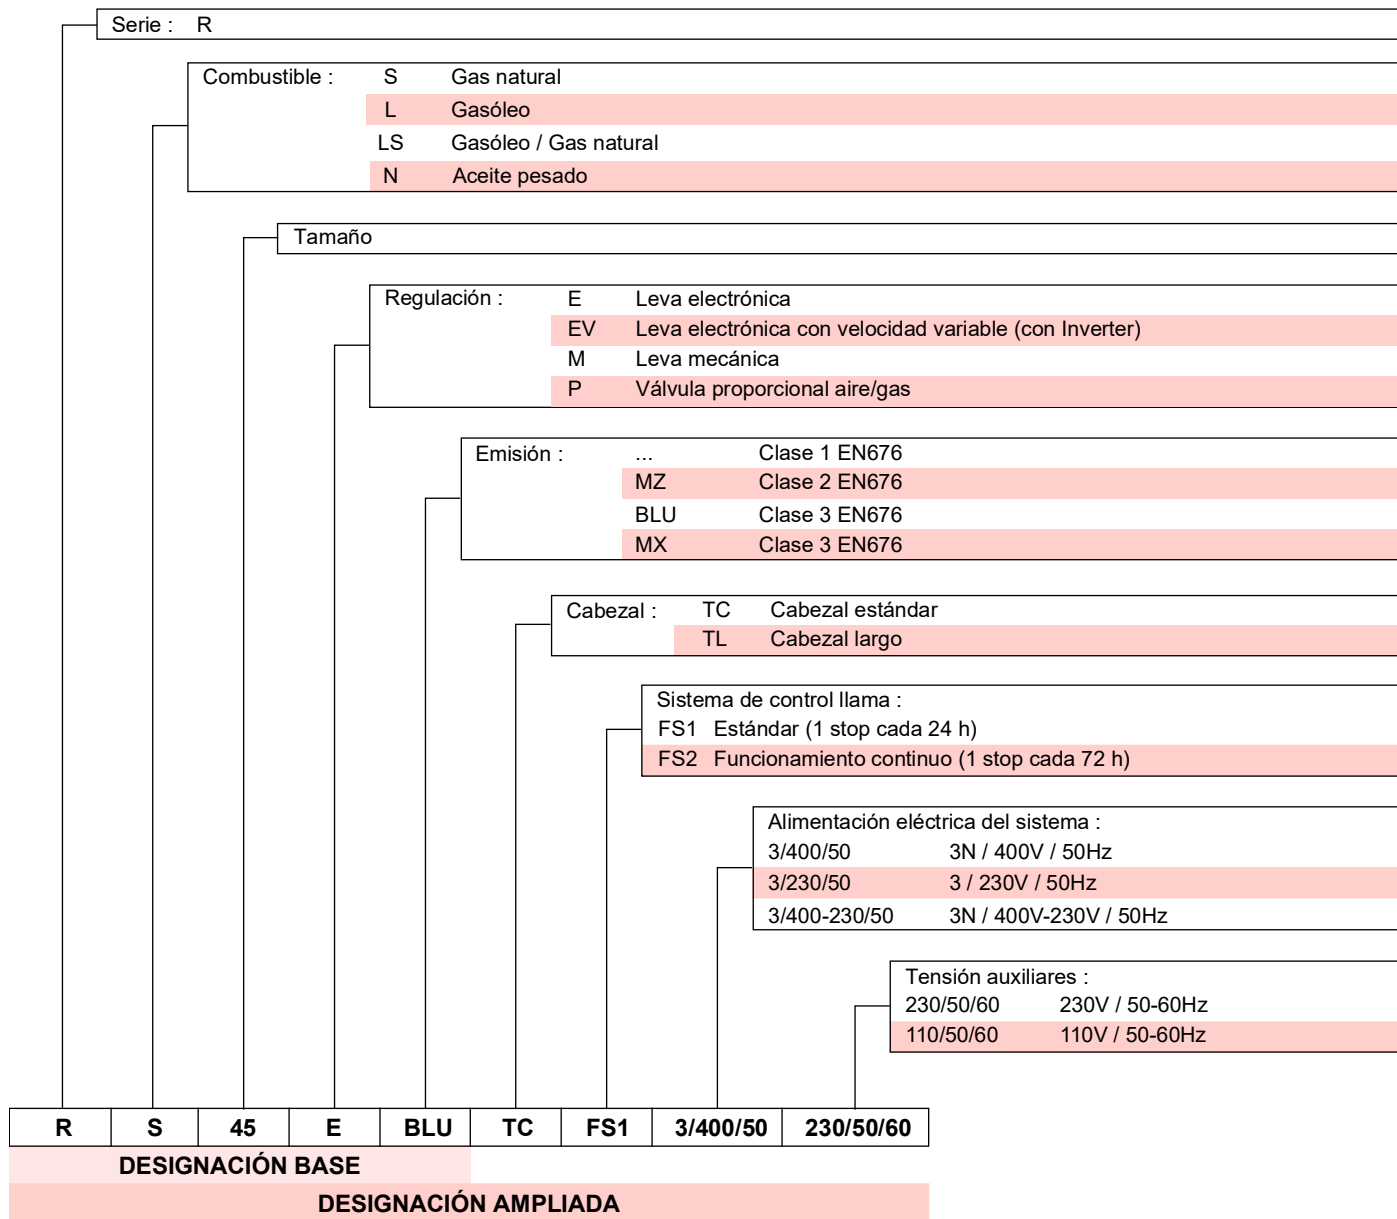 Serie : R
Combustible : S Gas natural
L Gasóleo
LS Gasóleo / Gas natural
N Aceite pesado
Tamaño
Regulación : E Leva electrónica
EV Leva electrónica con velocidad variable (con Inverter)
M Leva mecánica
P Válvula proporcional aire/gas
Emisión : ... Clase 1 EN676
MZ Clase 2 EN676
BLU Clase 3 EN676
MX Clase 3 EN676
Cabezal : TC Cabezal estándar
TL Cabezal largo
Sistema de control llama :
FS1 Estándar (1 stop cada 24 h)
FS2 Funcionamiento continuo (1 stop cada 72 h)
Alimentación eléctrica del sistema :
3/400/50 3N / 400V / 50Hz
3/230/50 3 / 230V / 50Hz
3/400-230/50 3N / 400V-230V / 50Hz
Tensión auxiliares :
230/50/60 230V / 50-60Hz
110/50/60 110V / 50-60Hz
R S 45 E BLU TC FS1 3/400/50 230/50/60
DESIGNACIÓN BASE
DESIGNACIÓN AMPLIADA